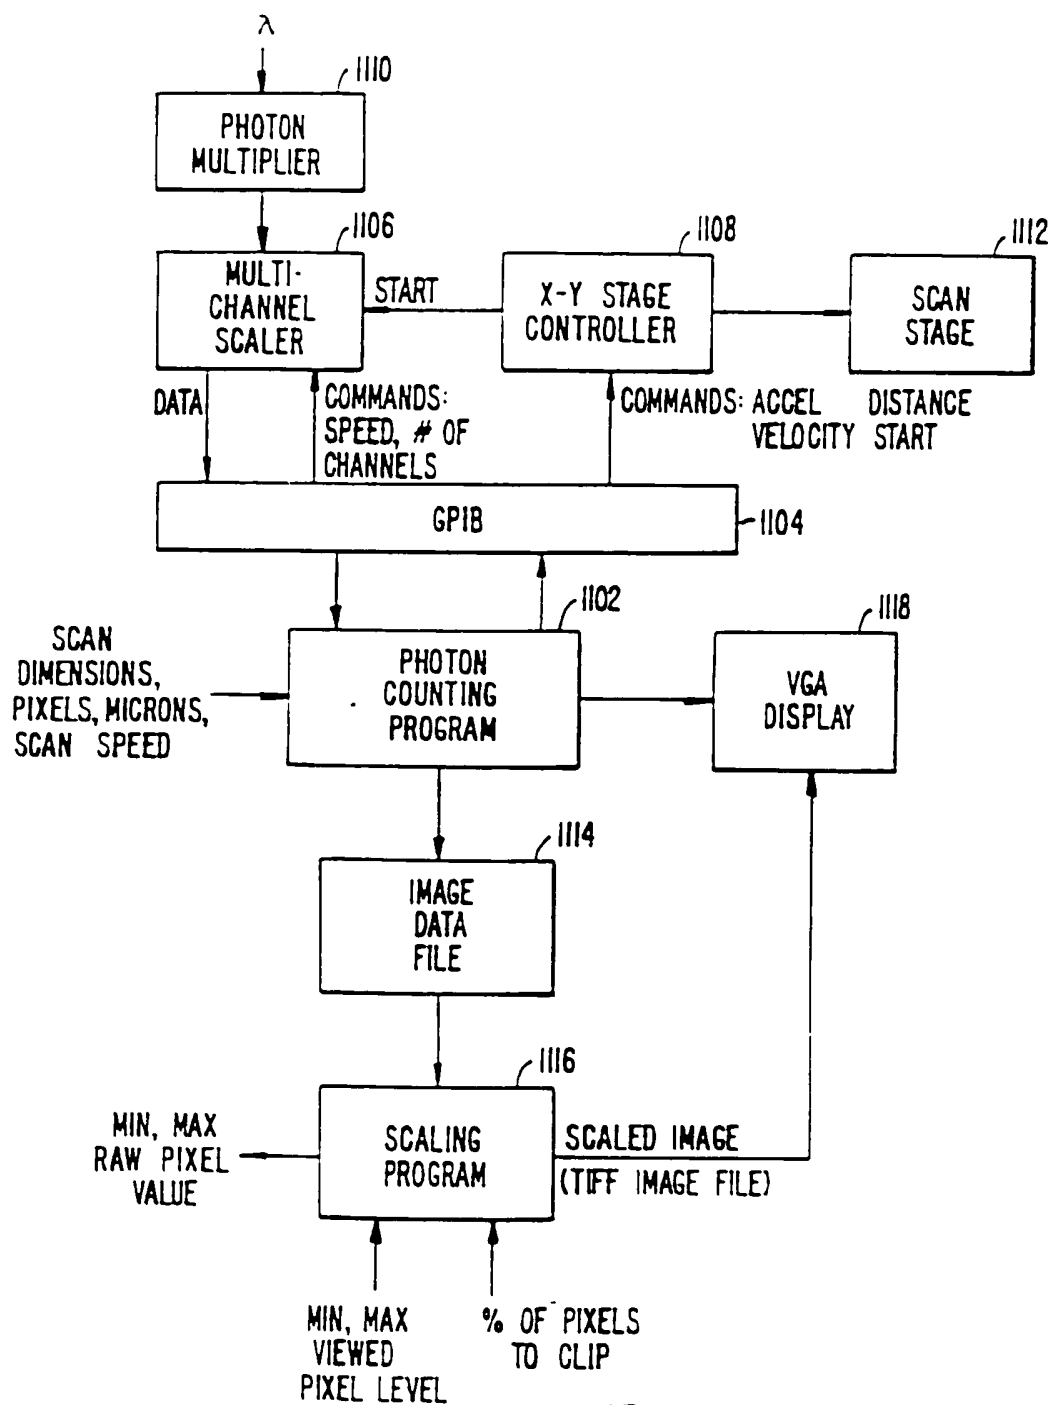 λ
1110
PHOTON
MULTIPLIER
1106
MULTI-
CHANNEL
SCALER
START
1108
X-Y STAGE
CONTROLLER
1112
SCAN
STAGE
DATA
COMMANDS:
SPEED, # OF
CHANNELS
COMMANDS: ACCEL DISTANCE
VELOCITY START
GPIB
1104
1102
SCAN
DIMENSIONS,
PIXELS, MICRONS,
SCAN SPEED
PHOTON
COUNTING
PROGRAM
1118
VGA
DISPLAY
1114
IMAGE
DATA
FILE
1116
MIN, MAX
RAW PIXEL
VALUE
SCALING
PROGRAM
SCALED IMAGE
(TIFF IMAGE FILE)
MIN, MAX
VIEWED
PIXEL LEVEL
% OF PIXELS
TO CLIP